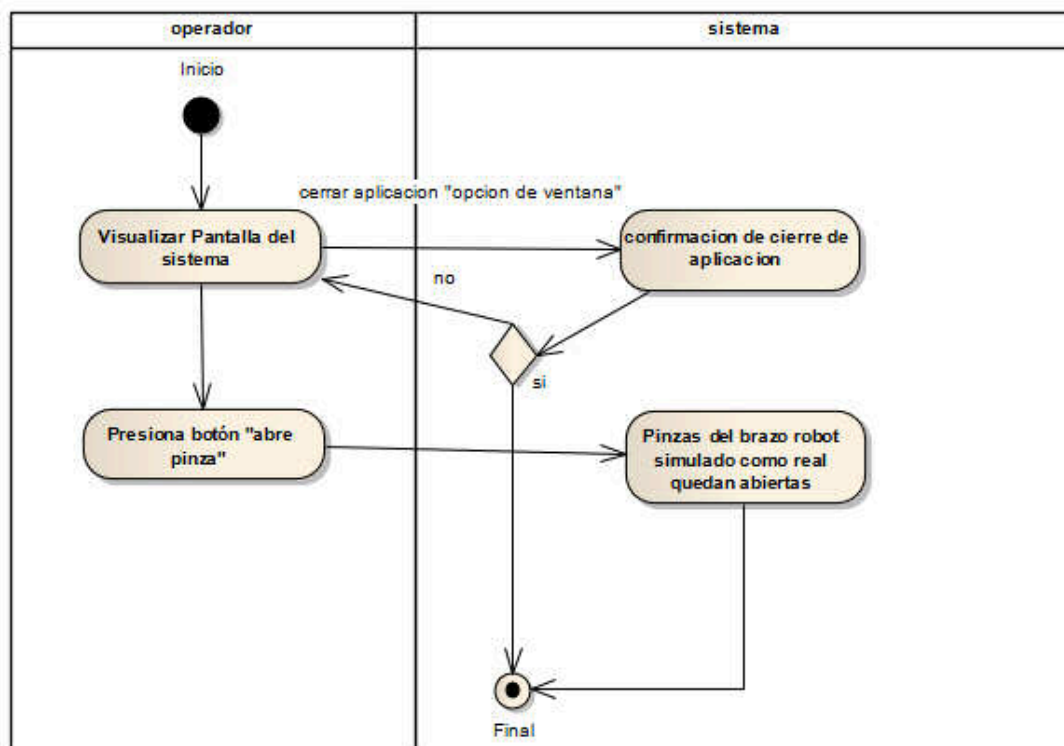 operador
sistema
Inicio
cerrar aplicacion "opcion de ventana"
Visualizar Pantalla del
sistema
confirmacion de cierre de
aplicacion
no
si
Presiona botón "abre
pinza"
Pinzas del brazo robot
simulado como real
quedan abiertas
Final